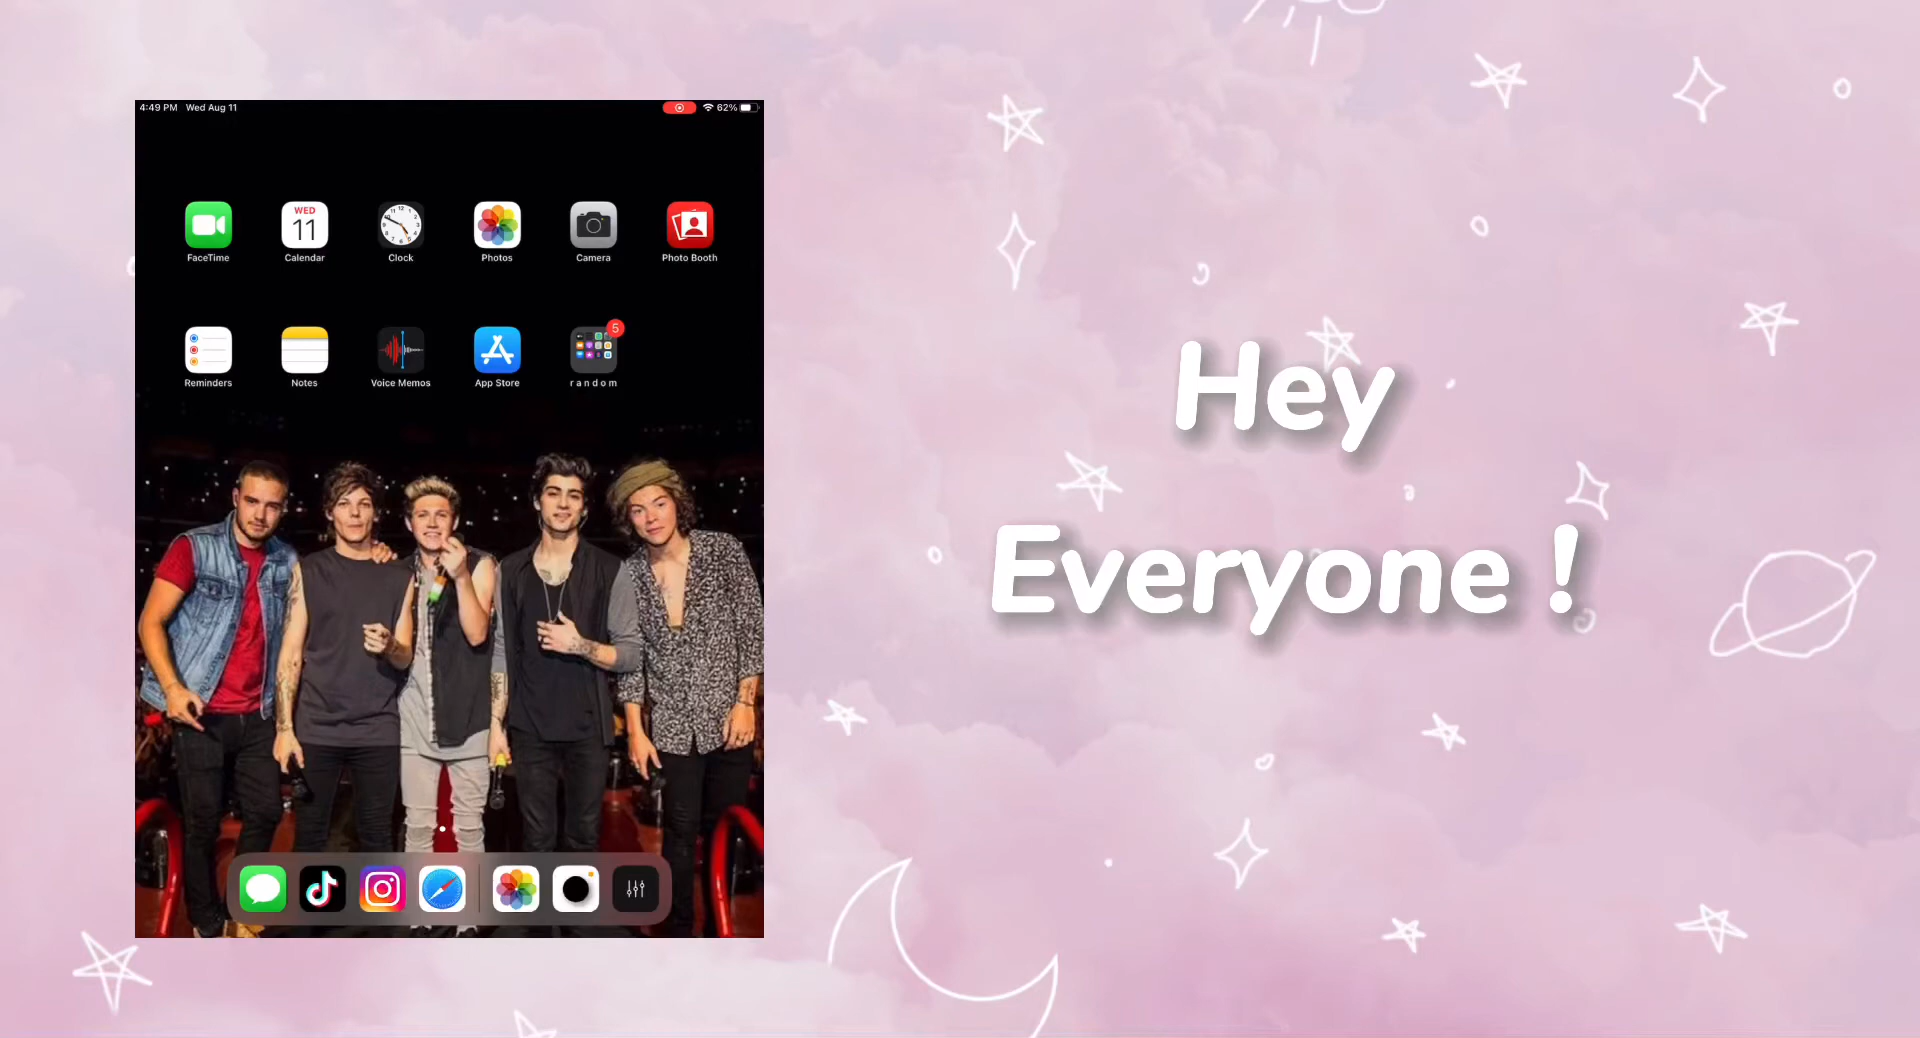 4:49 PM Wed Aug 11 62%
WED
11
FaceTime Calendar Clock Photos Camera Photo Booth
5
Reminders Notes Voice Memos App Store r a n d o m
Hey
Everyone !